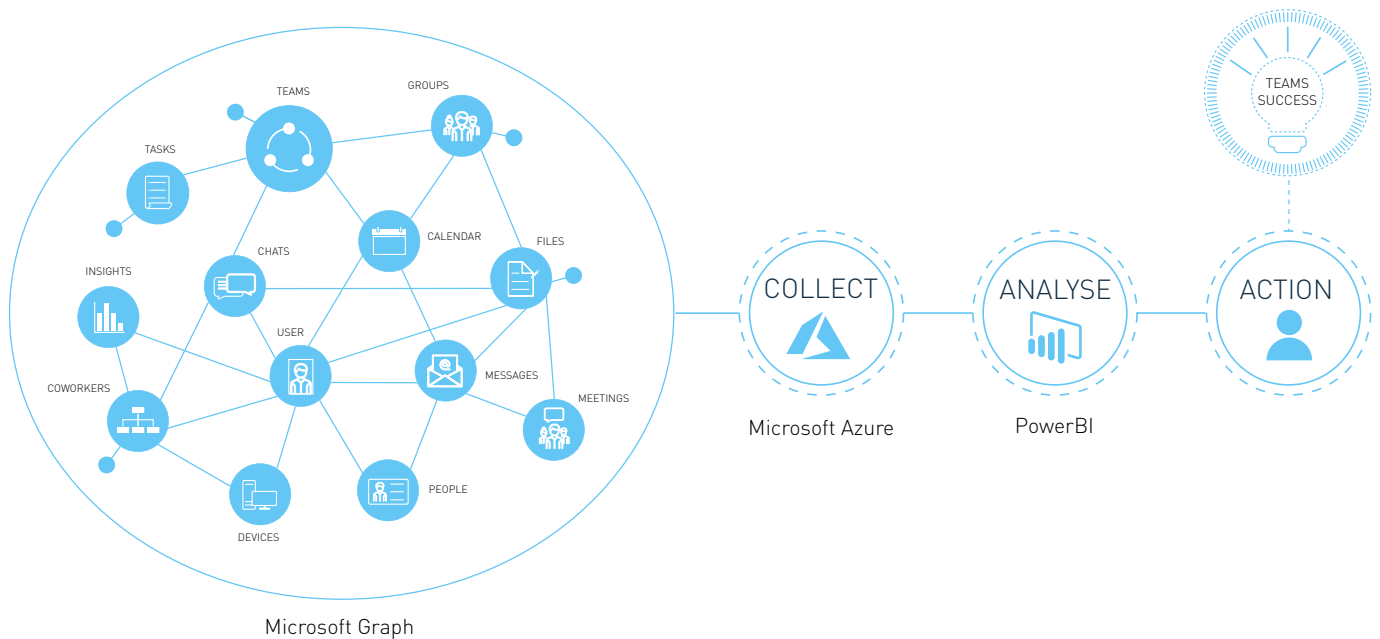 TEAMS
GROUPS
TASKS
CALENDAR
CHATS
FILES
INSIGHTS
USER
COWORKERS
@
MESSAGES
MEETINGS
PEOPLE
DEVICES
Microsoft Graph
COLLECT
Microsoft Azure
ANALYSE
PowerBI
ACTION
TEAMS
SUCCESS